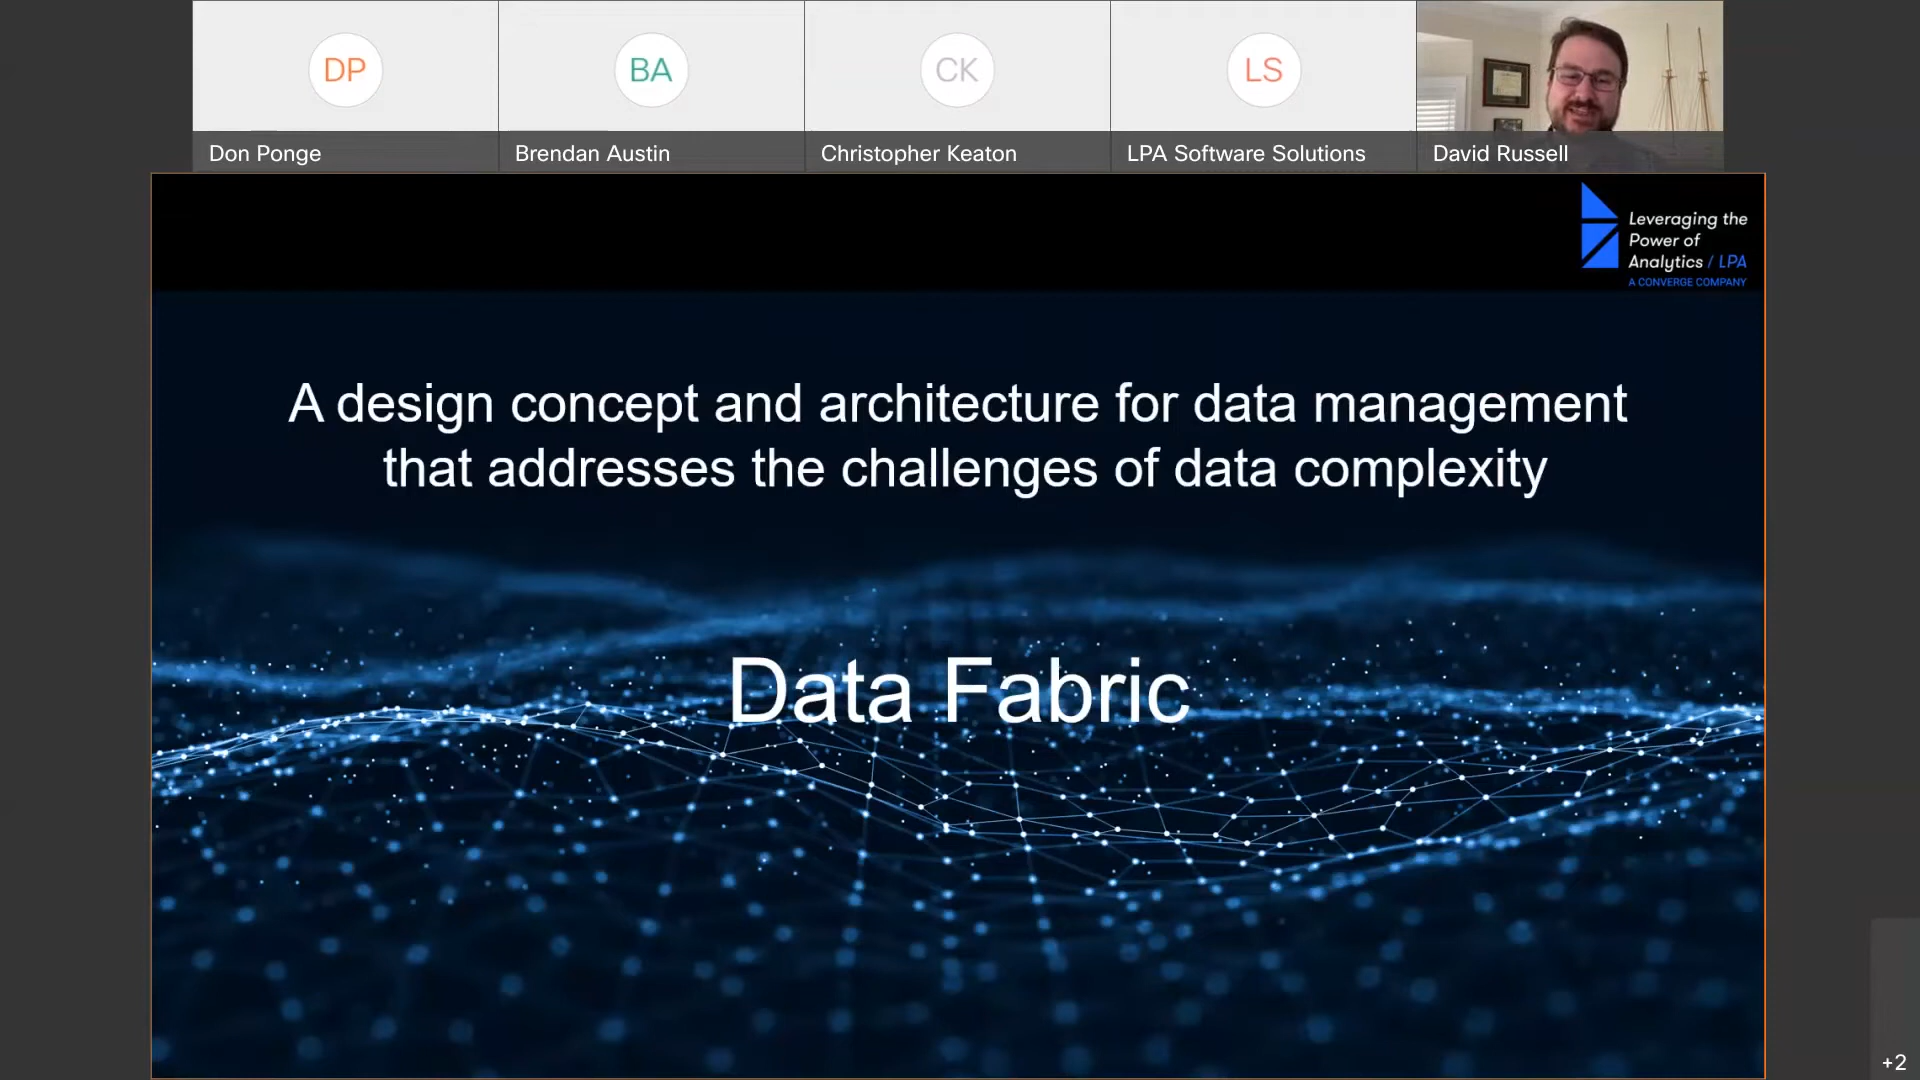 DP
BA
CK
LS
Don Ponge
Brendan Austin
Christopher Keaton
LPA Software Solutions
David Russell
Leveraging the
Power of
Analytics / LPA
A CONVERGE COMPANY
A design concept and architecture for data management
that addresses the challenges of data complexity
Data Fabric
+2